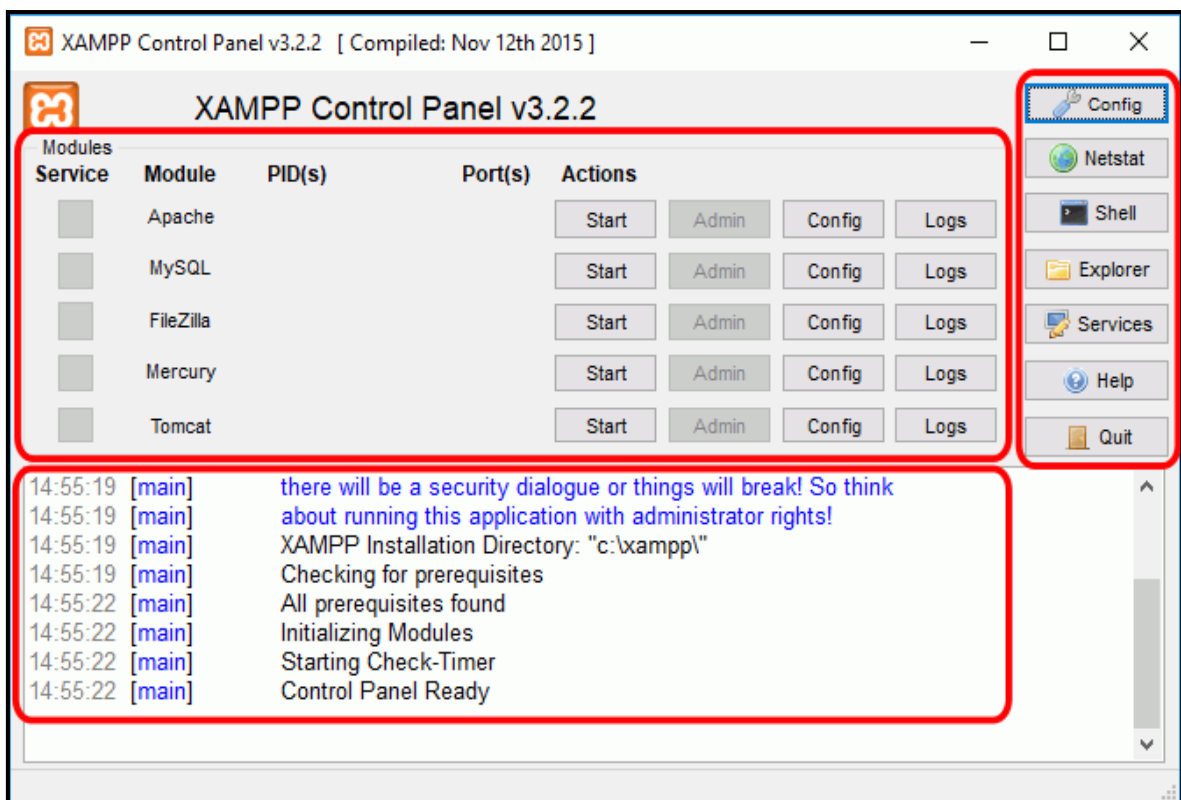 XAMPP Control Panel v3.2.2 [ Compiled: Nov 12th 2015 ]
XAMPP Control Panel v3.2.2
Config
Netstat
Shell
Explorer
Services
Help
Quit
Modules
Service Module PID(s) Port(s) Actions
Apache Start Admin Config Logs
MySQL Start Admin Config Logs
FileZilla Start Admin Config Logs
Mercury Start Admin Config Logs
Tomcat Start Admin Config Logs
14:55:19 [main] there will be a security dialogue or things will break! So think
14:55:19 [main] about running this application with administrator rights!
14:55:19 [main] XAMPP Installation Directory: "c:\xampp\"
14:55:19 [main] Checking for prerequisites
14:55:22 [main] All prerequisites found
14:55:22 [main] Initializing Modules
14:55:22 [main] Starting Check-Timer
14:55:22 [main] Control Panel Ready